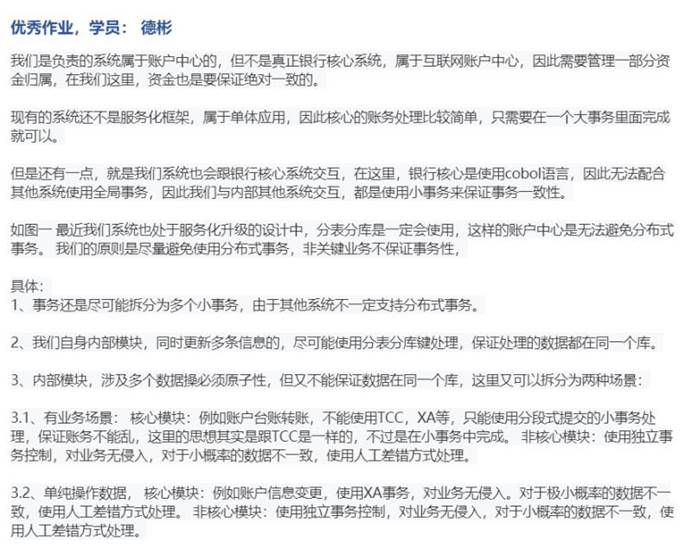 优秀作业，学员： 德彬
我们是负责的系统属于账户中心的，但不是真正银行核心系统，属于互联网账户中心，因此需要管理一部分资
金归属，在我们这里，资金也是要保证绝对一致的。
现有的系统还不是服务化框架，属于单体应用，因此核心的账务处理比较简单，只需要在一个大事务里面完成
就可以。
但是还有一点，就是我们系统也会跟银行核心系统交互，在这里，银行核心是使用cobol语言，因此无法配合
其他系统使用全局事务，因此我们与内部其他系统交互，都是使用小事务来保证事务一致性。
如图一 最近我们系统也处于服务化升级的设计中，分表分库是一定会使用，这样的账户中心是无法避免分布式
事务。 我们的原则是尽量避免使用分布式事务，非关键业务不保证事务性，
具体：
1、事务还是尽可能拆分为多个小事务，由于其他系统不一定支持分布式事务。
2、我们自身内部模块，同时更新多条信息的，尽可能使用分表分库键处理，保证处理的数据都在同一个库。
3、内部模块，涉及多个数据操必须原子性，但又不能保证数据在同一个库，这里又可以拆分为两种场景：
3.1、有业务场景： 核心模块：例如账户台账转账，不能使用TCC，XA等，只能使用分段式提交的小事务处
理，保证账务不能乱，这里的思想其实是跟TCC是一样的，不过是在小事务中完成。 非核心模块：使用独立事
务控制，对业务无侵入，对于小概率的数据不一致，使用人工差错方式处理。
3.2、单纯操作数据， 核心模块：例如账户信息变更，使用XA事务，对业务无侵入。对于极小概率的数据不一
致，使用人工差错方式处理。 非核心模块：使用独立事务控制，对业务无侵入，对于小概率的数据不一致，使
用人工差错方式处理。